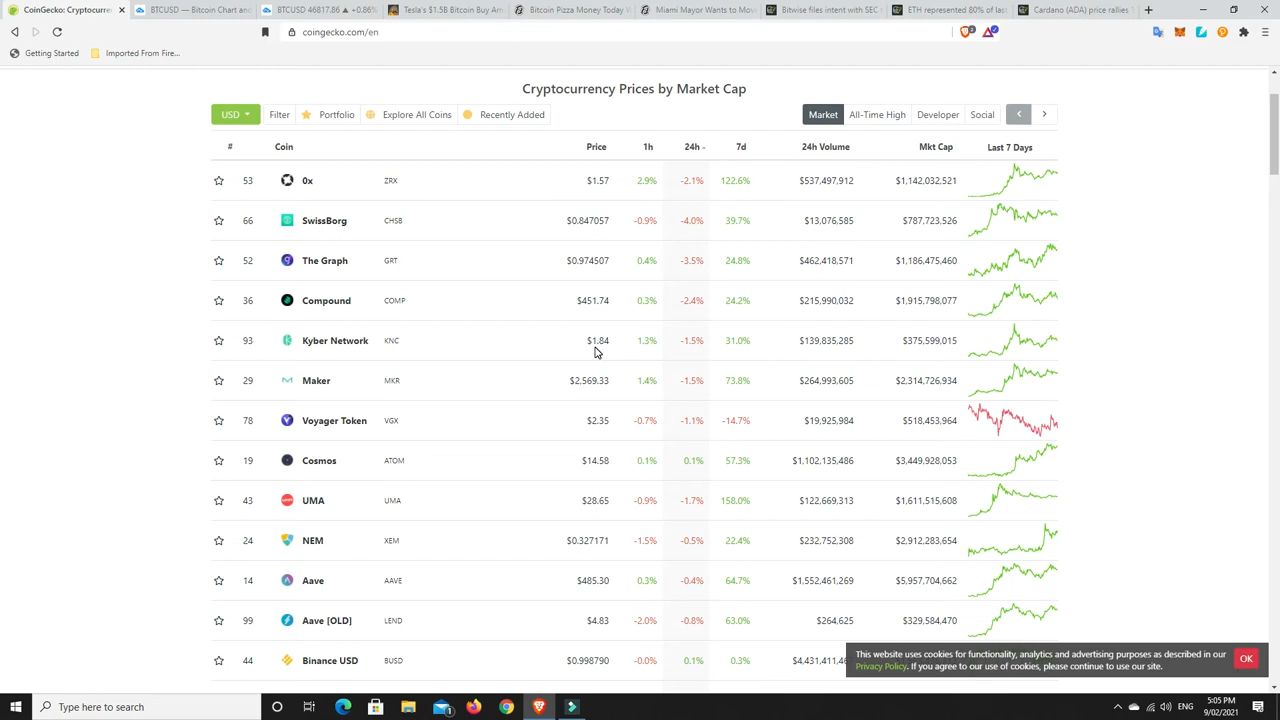 CoinGecko: Cryptocurrenc
BTCUSD — Bitcoin Chart and
BTCUSD 46817.86 ▲ +0.86%
Tesla's $1.5B Bitcoin Buy Am
Bitcoin Pizza Money Today W
Miami Mayor Wants to Move
Bitwise files intent with SEC
ETH represented 80% of last
Cardano (ADA) price rallies
coingecko.com/en
Getting Started
Imported From Fire...
Cryptocurrency Prices by Market Cap
USD Filter Portfolio Explore All Coins Recently Added Market All-Time High Developer Social
# Coin Price 1h 24h 7d 24h Volume Mkt Cap Last 7 Days
53 0x ZRX $1.57 2.9% -2.1% 122.6% $537,497,912 $1,142,032,521
66 SwissBorg CHSB $0.847057 -0.9% -4.0% 39.7% $13,076,585 $787,723,526
52 The Graph GRT $0.974507 0.4% -3.5% 24.8% $462,418,571 $1,186,475,460
36 Compound COMP $451.74 0.3% -2.4% 24.2% $215,990,032 $1,915,798,077
93 Kyber Network KNC $1.84 1.3% -1.5% 31.0% $139,835,285 $375,599,015
29 Maker MKR $2,569.33 1.4% -1.5% 73.8% $264,993,605 $2,314,726,934
78 Voyager Token VGX $2.35 -0.7% -1.1% -14.7% $19,925,984 $518,453,964
19 Cosmos ATOM $14.58 0.1% 0.1% 57.3% $1,102,135,486 $3,449,928,053
43 UMA UMA $28.65 -0.9% -1.7% 158.0% $122,669,313 $1,611,515,608
24 NEM XEM $0.327171 -1.5% -0.5% 22.4% $232,752,308 $2,912,283,654
14 Aave AAVE $485.30 0.3% -0.4% 64.7% $1,552,461,269 $5,957,704,662
99 Aave [OLD] LEND $4.83 -2.0% -0.8% 63.0% $264,625 $329,584,470
44 Binance USD BUSD $0.998790 -0.0% 0.1% 0.3% $4,431,411,46
This website uses cookies for functionality, analytics and advertising purposes as described in our
Privacy Policy. If you agree to our use of cookies, please continue to use our site.
OK
Type here to search
ENG
5:05 PM
9/02/2021